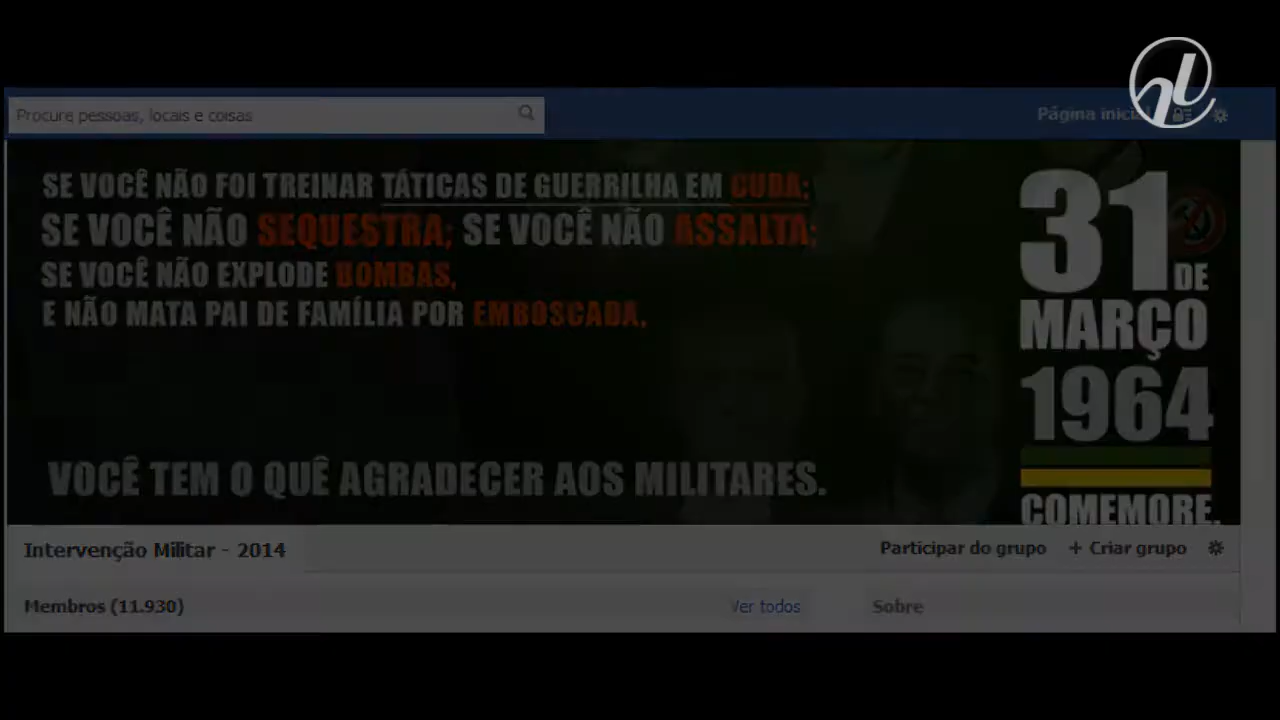 Procure pessoas, locais e coisas
Página inicial
SE VOCÊ NÃO FOI TREINAR TÁTICAS DE GUERRILHA EM CUBA;
SE VOCÊ NÃO SEQUESTRA; SE VOCÊ NÃO ASSALTA;
SE VOCÊ NÃO EXPLODE BOMBAS,
E NÃO MATA PAI DE FAMÍLIA POR EMBOSCADA,
VOCÊ TEM O QUÊ AGRADECER AOS MILITARES.
31
DE
MARÇO
1964
COMEMORE.
Intervenção Militar - 2014
Participar do grupo
+ Criar grupo
Membros (11.930)
Ver todos
Sobre